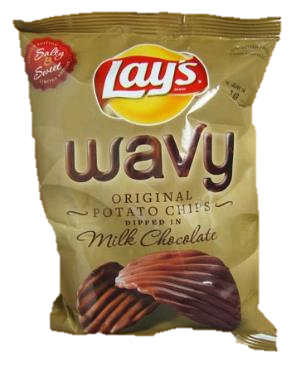 Salty
&
Sweet
Lay's
wavy
ORIGINAL
POTATO CHIPS
DIPPED IN
Milk Chocolate